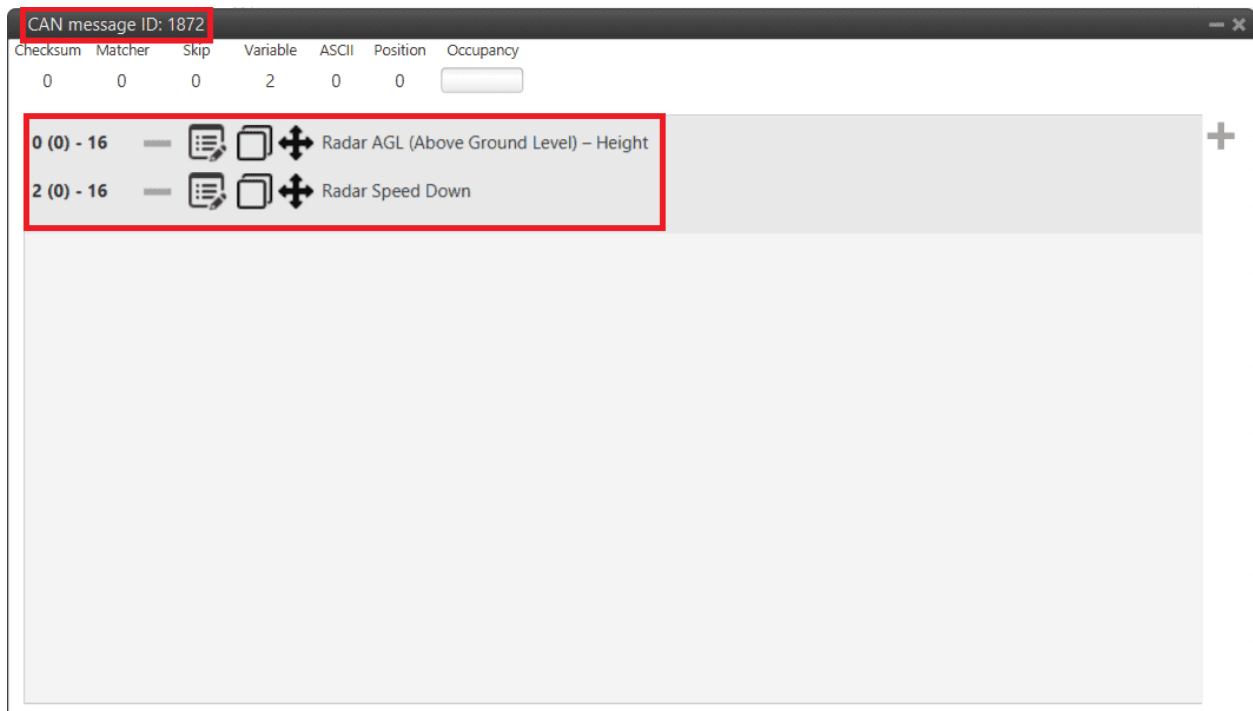 CAN message ID: 1872
Checksum Matcher Skip Variable ASCII Position Occupancy
0 0 0 2 0 0
0 (0) - 16 Radar AGL (Above Ground Level) – Height
2 (0) - 16 Radar Speed Down